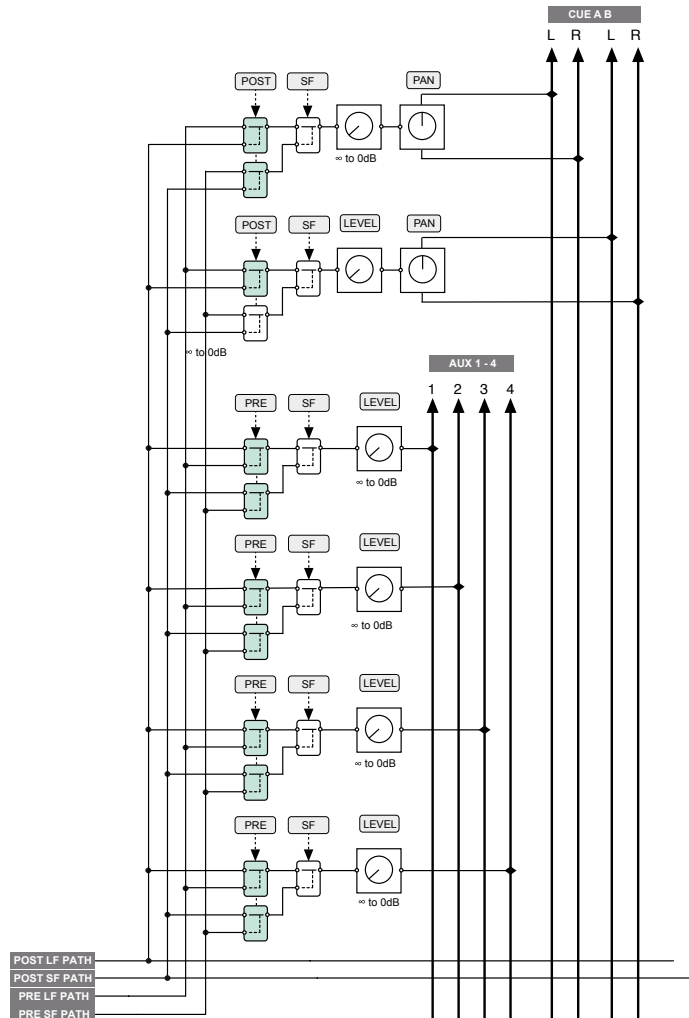 CUE A B
L R L R
POST SF PAN
∞ to 0dB
POST SF LEVEL PAN
∞ to 0dB
AUX 1 - 4
1 2 3 4
PRE SF LEVEL
∞ to 0dB
PRE SF LEVEL
∞ to 0dB
PRE SF LEVEL
∞ to 0dB
PRE SF LEVEL
∞ to 0dB
POST LF PATH
POST SF PATH
PRE LF PATH
PRE SF PATH